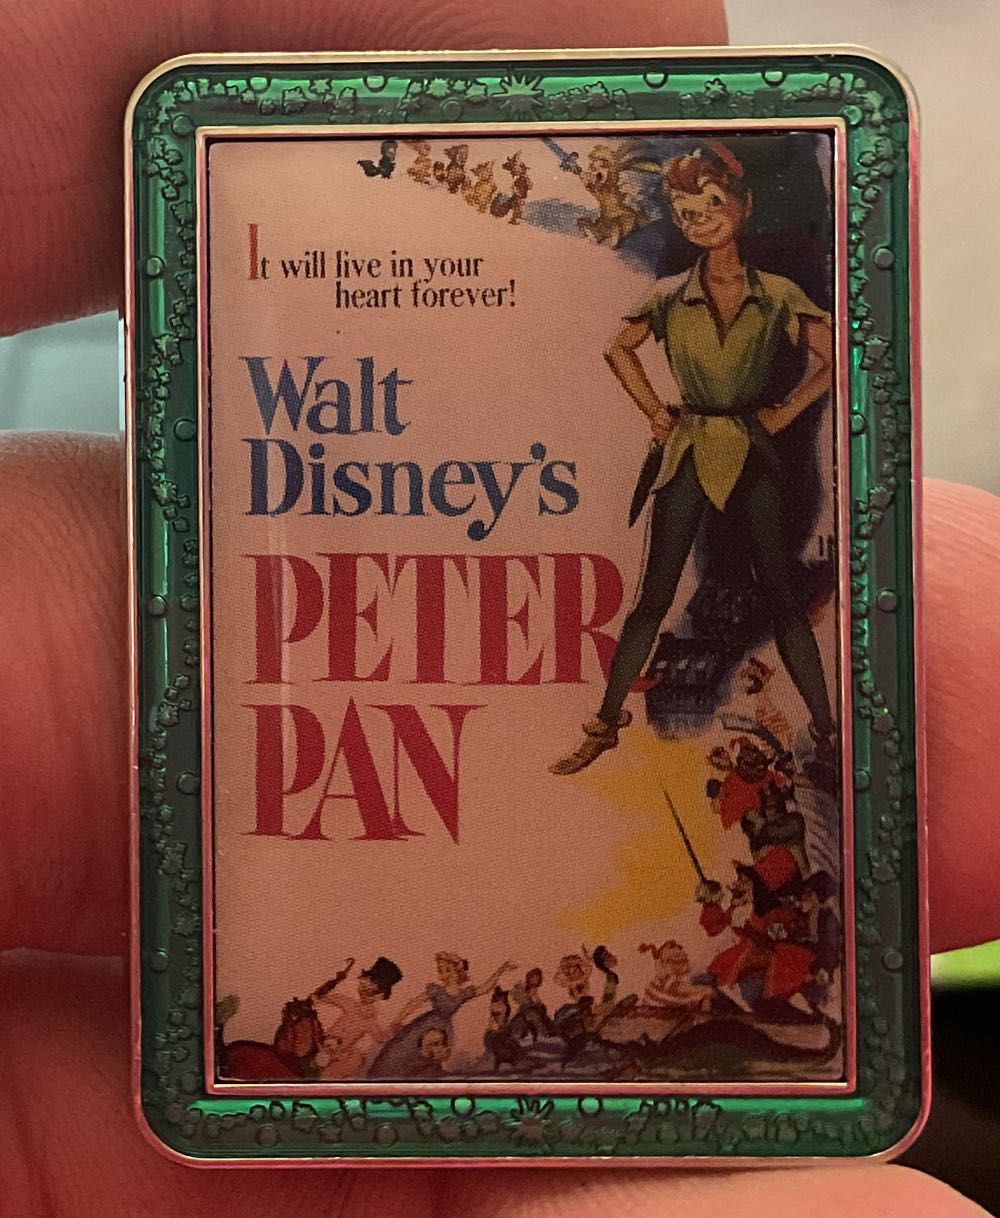 It will live in your
heart forever!
Walt
Disney's
PETER
PAN